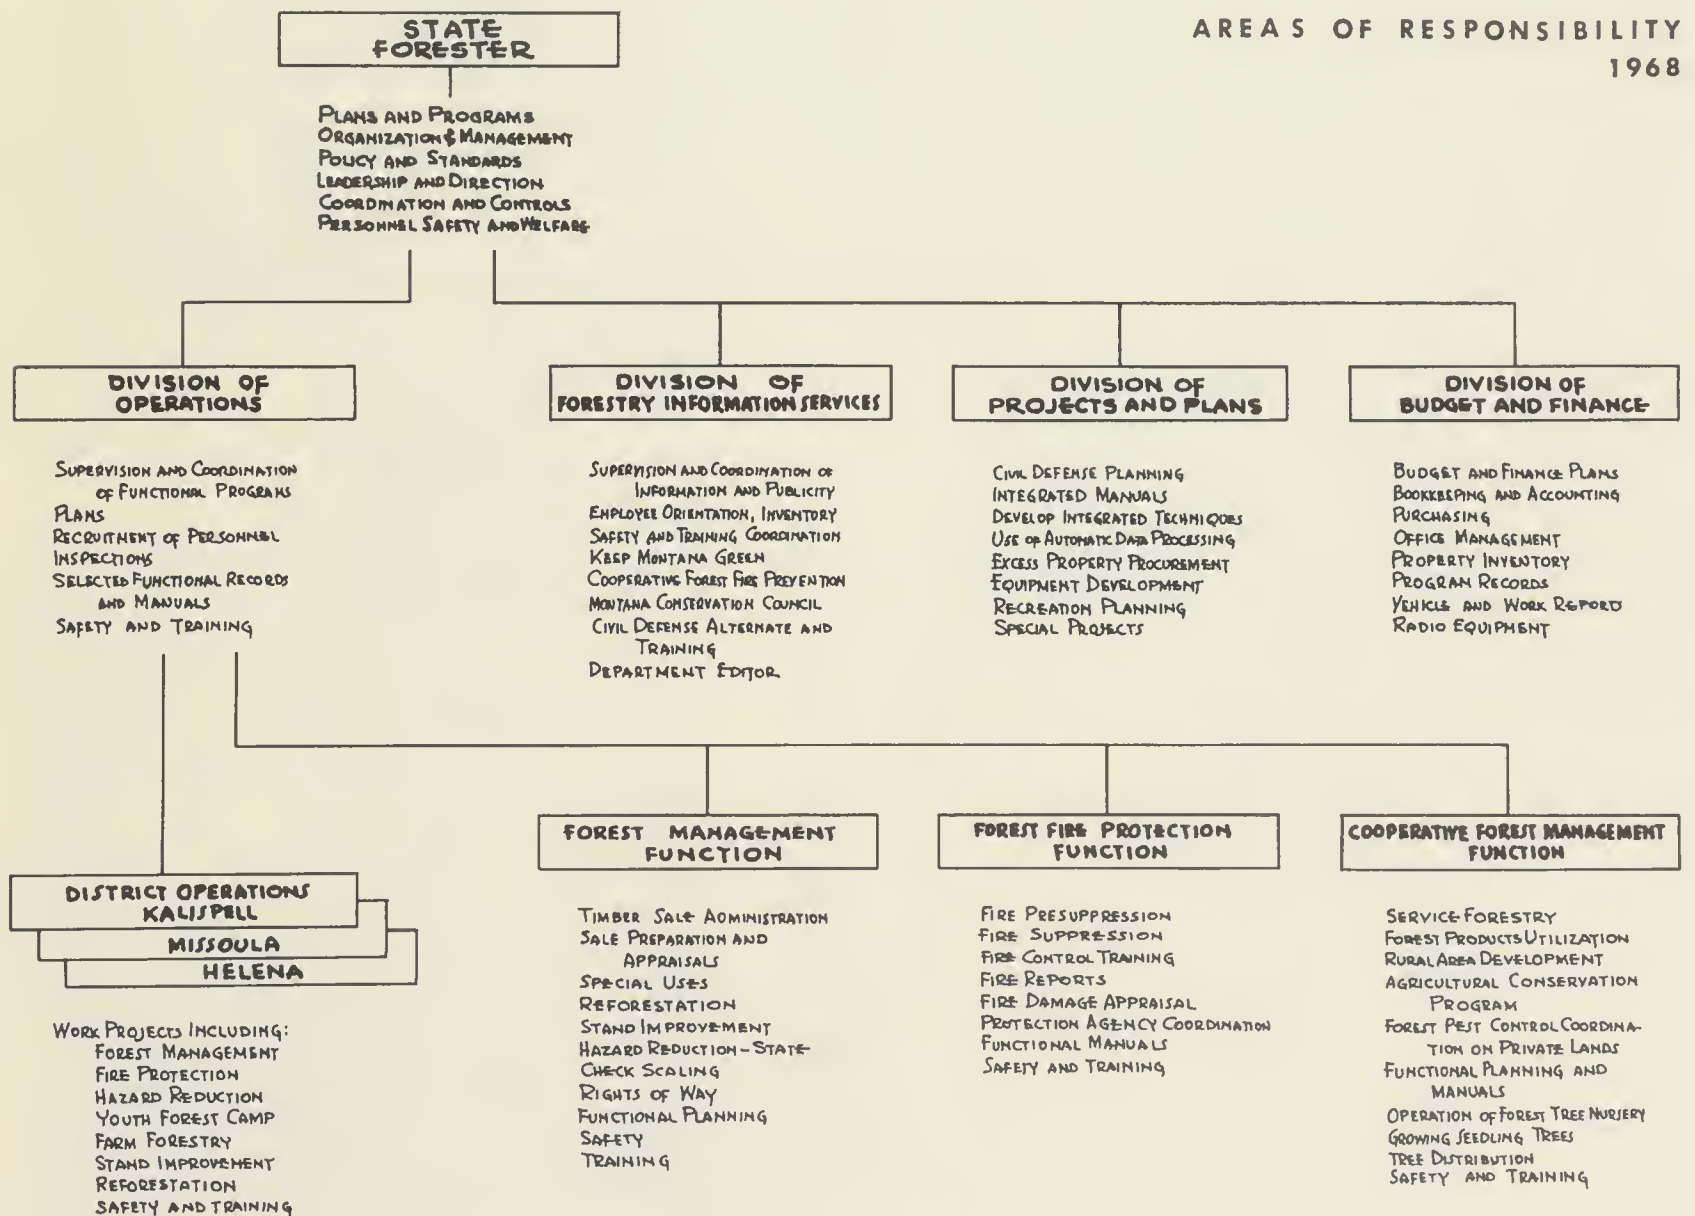 AREAS OF RESPONSIBILITY
1968
STATE
FORESTER
PLANS AND PROGRAMS
ORGANIZATION & MANAGEMENT
POLICY AND STANDARDS
LEADERSHIP AND DIRECTION
COORDINATION AND CONTROLS
PERSONNEL SAFETY AND WELFARE
DIVISION OF
OPERATIONS
SUPERVISION AND COORDINATION
OF FUNCTIONAL PROGRAMS
PLANS
RECRUITMENT OF PERSONNEL
INSPECTIONS
SELECTED FUNCTIONAL RECORDS
AND MANUALS
SAFETY AND TRAINING
DIVISION OF
FORESTRY INFORMATION SERVICES
SUPERVISION AND COORDINATION OF
INFORMATION AND PUBLICITY
EMPLOYEE ORIENTATION, INVENTORY
SAFETY AND TRAINING COORDINATION
KEEP MONTANA GREEN
COOPERATIVE FOREST FIRE PREVENTION
MONTANA CONSERVATION COUNCIL
CIVIL DEFENSE ALTERNATE AND
TRAINING
DEPARTMENT EDITOR
DIVISION OF
PROJECTS AND PLANS
CIVIL DEFENSE PLANNING
INTEGRATED MANUALS
DEVELOP INTEGRATED TECHNIQUES
USE OF AUTOMATIC DATA PROCESSING
EXCESS PROPERTY PROCUREMENT
EQUIPMENT DEVELOPMENT
RECREATION PLANNING
SPECIAL PROJECTS
DIVISION OF
BUDGET AND FINANCE
BUDGET AND FINANCE PLANS
BOOKKEEPING AND ACCOUNTING
PURCHASING
OFFICE MANAGEMENT
PROPERTY INVENTORY
PROGRAM RECORDS
VEHICLE AND WORK REPORTS
RADIO EQUIPMENT
DISTRICT OPERATIONS
KALISPELL
MISSOULA
HELENA
WORK PROJECTS INCLUDING:
FOREST MANAGEMENT
FIRE PROTECTION
HAZARD REDUCTION
YOUTH FOREST CAMP
FARM FORESTRY
STAND IMPROVEMENT
REFORESTATION
SAFETY AND TRAINING
FOREST MANAGEMENT
FUNCTION
TIMBER SALE ADMINISTRATION
SALE PREPARATION AND
APPRAISALS
SPECIAL USES
REFORESTATION
STAND IMPROVEMENT
HAZARD REDUCTION-STATE
CHECK SCALING
RIGHTS OF WAY
FUNCTIONAL PLANNING
SAFETY
TRAINING
FOREST FIRE PROTECTION
FUNCTION
FIRE PRESUPPRESSION
FIRE SUPPRESSION
FIRE CONTROL TRAINING
FIRE REPORTS
FIRE DAMAGE APPRAISAL
PROTECTION AGENCY COORDINATION
FUNCTIONAL MANUALS
SAFETY AND TRAINING
COOPERATIVE FOREST MANAGEMENT
FUNCTION
SERVICE FORESTRY
FOREST PRODUCTS UTILIZATION
RURAL AREA DEVELOPMENT
AGRICULTURAL CONSERVATION
PROGRAM
FOREST PEST CONTROL COORDINA-
TION ON PRIVATE LANDS
FUNCTIONAL PLANNING AND
MANUALS
OPERATION OF FOREST TREE NURSERY
GROWING SEEDLING TREES
TREE DISTRIBUTION
SAFETY AND TRAINING